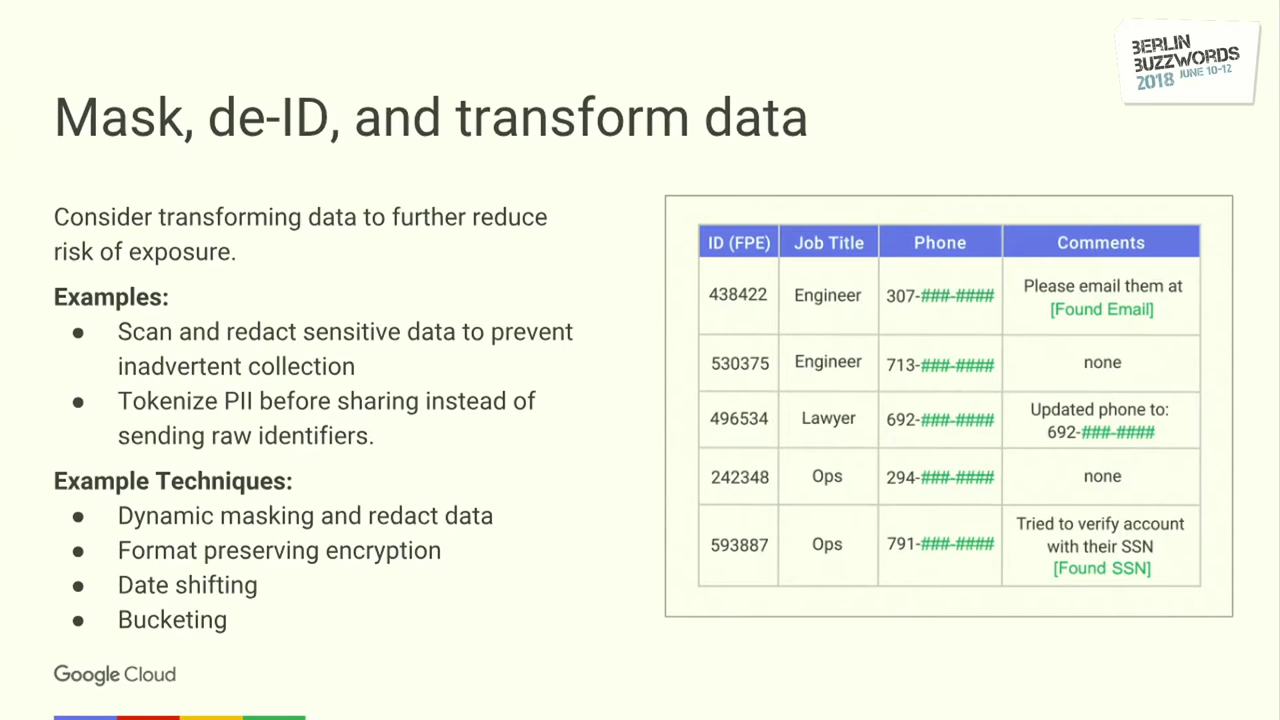 BERLIN
BUZZWORDS
2018 JUNE 10-12
Mask, de-ID, and transform data
Consider transforming data to further reduce
risk of exposure.
Examples:
● Scan and redact sensitive data to prevent
inadvertent collection
● Tokenize PII before sharing instead of
sending raw identifiers.
Example Techniques:
● Dynamic masking and redact data
● Format preserving encryption
● Date shifting
● Bucketing
ID (FPE) Job Title Phone Comments
438422 Engineer 307-###-#### Please email them at
[Found Email]
530375 Engineer 713-###-#### none
496534 Lawyer 692-###-#### Updated phone to:
692-###-####
242348 Ops 294-###-#### none
593887 Ops 791-###-#### Tried to verify account
with their SSN
[Found SSN]
Google Cloud